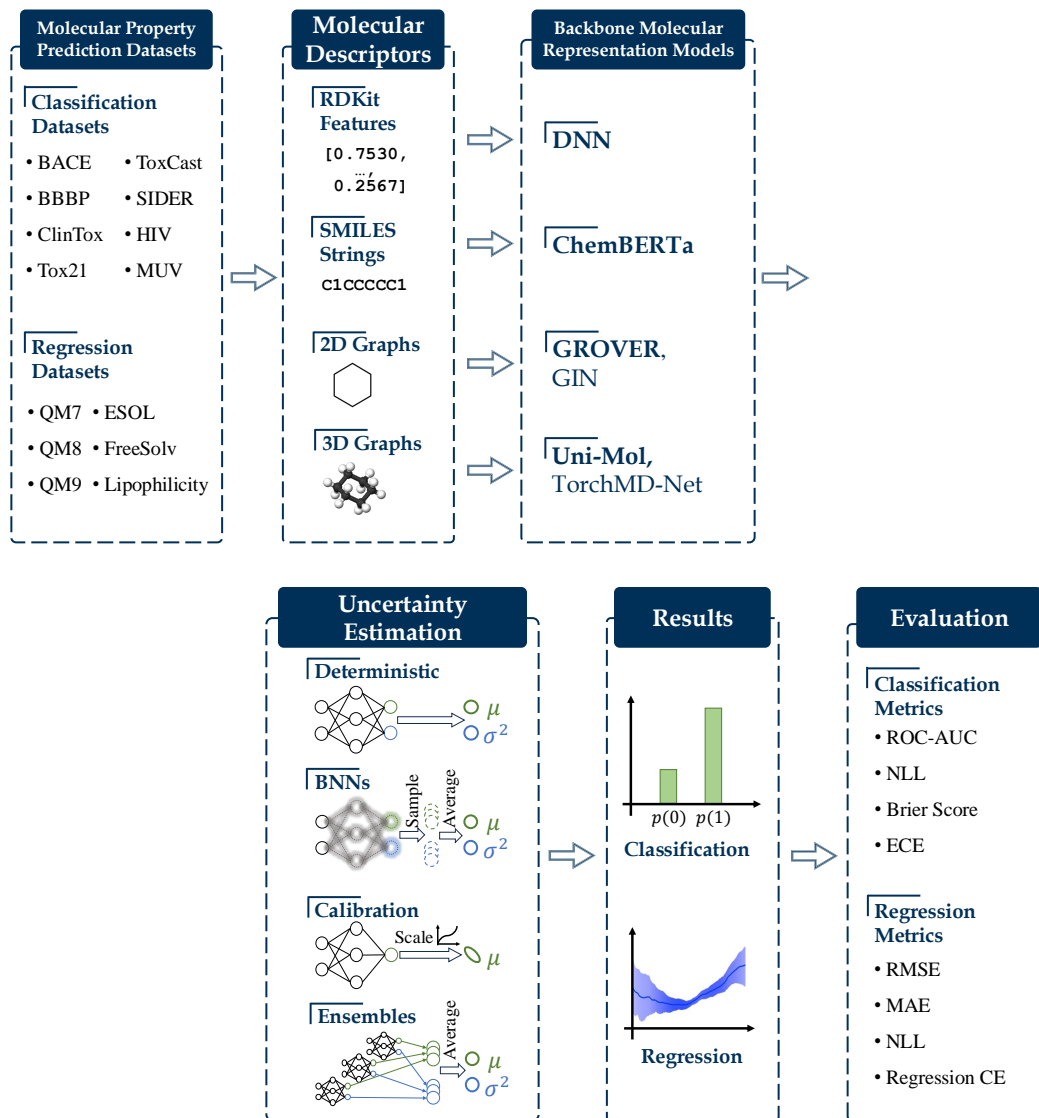 Molecular Property
Prediction Datasets
Classification
Datasets
• BACE
• BBBP
• ClinTox
• Tox21
• ToxCast
• SIDER
• HIV
• MUV
Regression
Datasets
• QM7
• QM8
• QM9
• ESOL
• FreeSolv
• Lipophilicity
Molecular
Descriptors
RDKit
Features
[0.7530,
…,
0.2567]
SMILES
Strings
C1CCCCC1
2D Graphs
3D Graphs
Backbone Molecular
Representation Models
DNN
ChemBERTa
GROVER,
GIN
Uni-Mol,
TorchMD-Net
Uncertainty
Estimation
Deterministic
μ
σ²
BNNs
Sample
Average
μ
σ²
Calibration
Scale
μ
Ensembles
Average
μ
σ²
Results
p(0) p(1)
Classification
Regression
Evaluation
Classification
Metrics
• ROC-AUC
• NLL
• Brier Score
• ECE
Regression
Metrics
• RMSE
• MAE
• NLL
• Regression CE